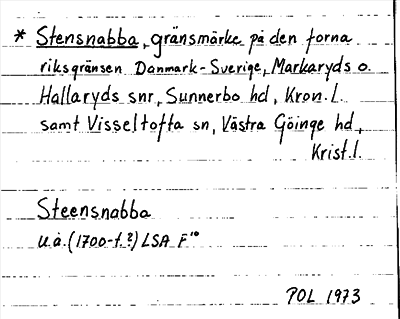 * Stensnabba, gränsmärke på den forna
riksgränsen Danmark-Sverige, Markaryds o.
Hallaryds snr, Sunnerbo hd, Kron. l.
samt Visseltofta sn, Västra Göinge hd,
Krist. l.
Steensnabba
u.å. (1700-t.?) LSA F¹⁰
POL 1973